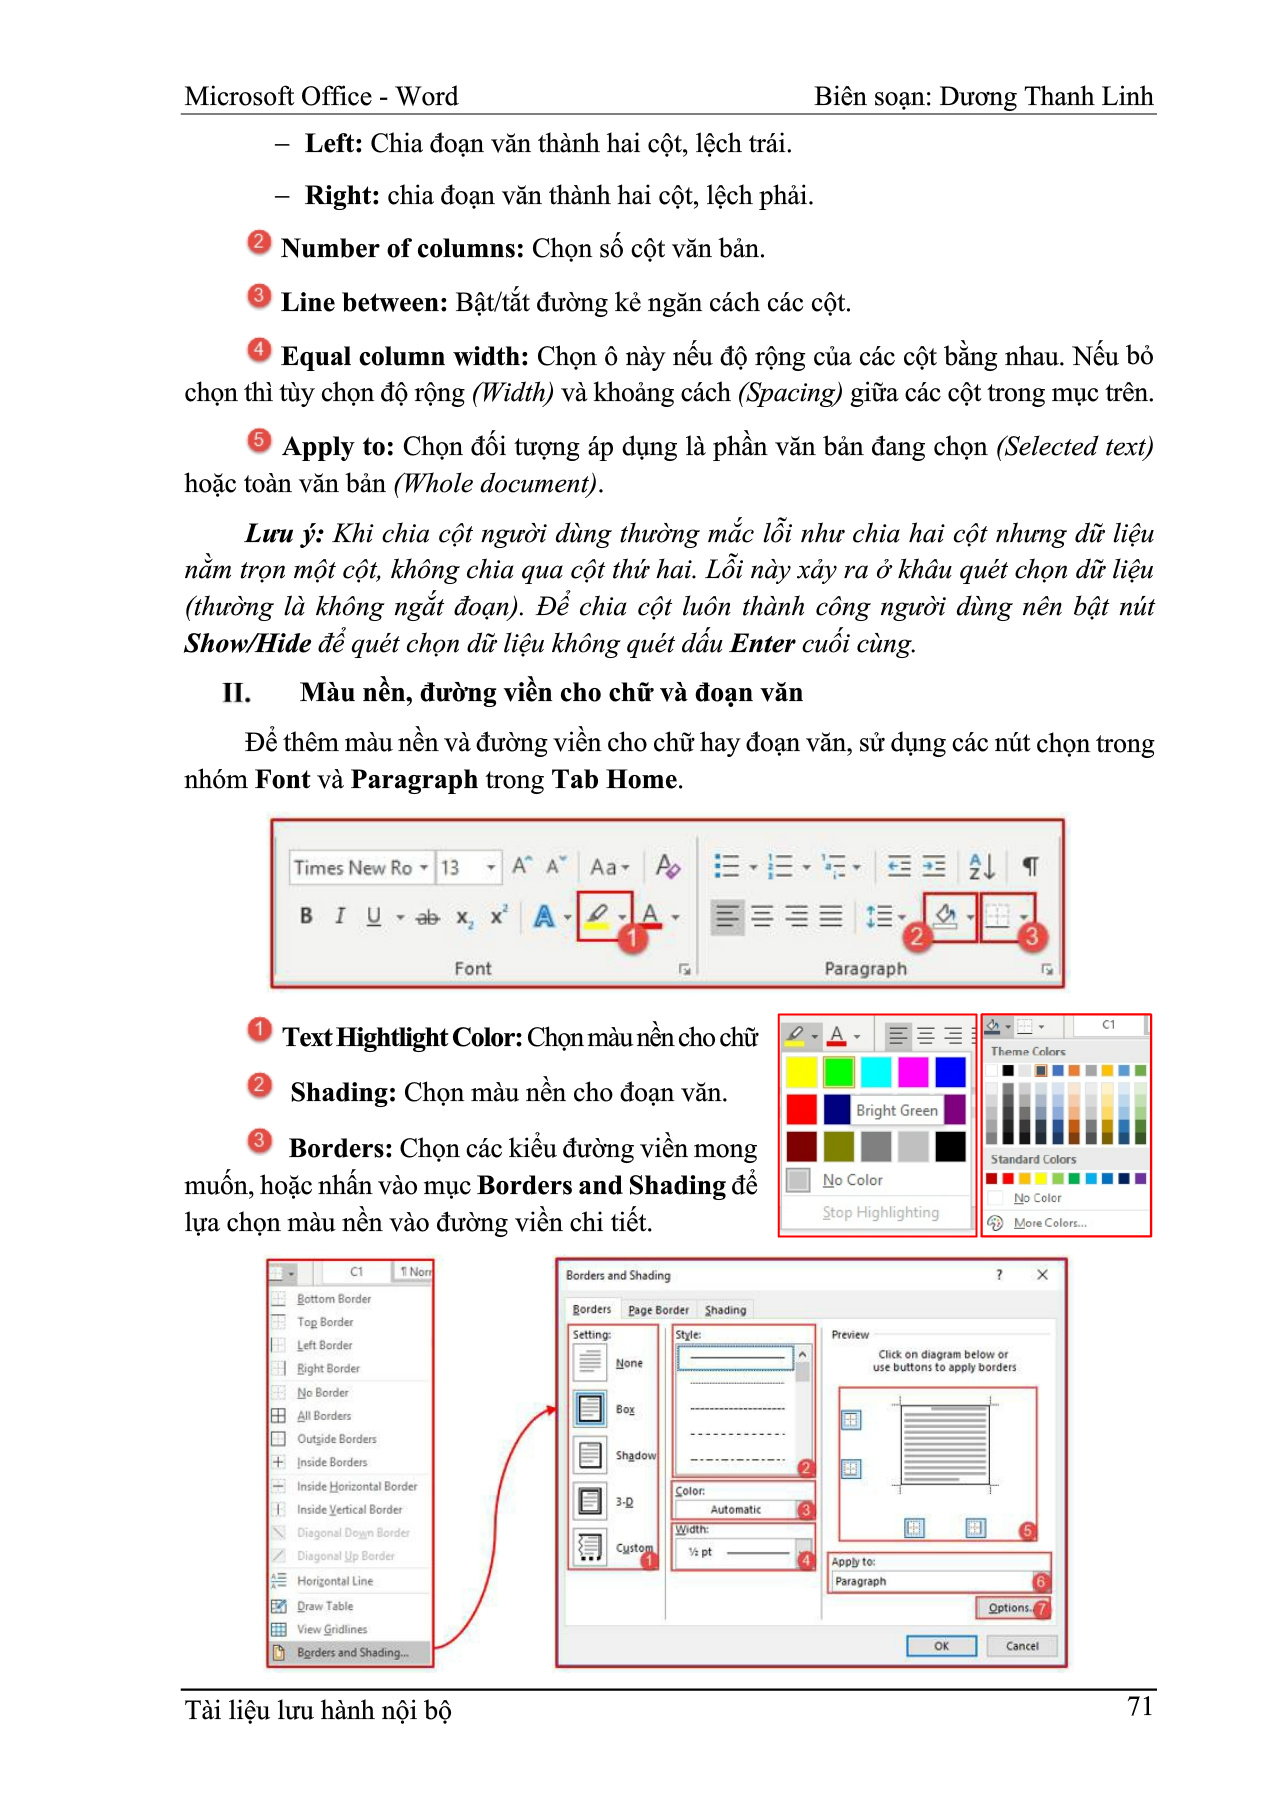 Microsoft Office - Word
Biên soạn: Dương Thanh Linh
– Left: Chia đoạn văn thành hai cột, lệch trái.
– Right: chia đoạn văn thành hai cột, lệch phải.
2 Number of columns: Chọn số cột văn bản.
3 Line between: Bật/tắt đường kẻ ngăn cách các cột.
4 Equal column width: Chọn ô này nếu độ rộng của các cột bằng nhau. Nếu bỏ
chọn thì tùy chọn độ rộng (Width) và khoảng cách (Spacing) giữa các cột trong mục trên.
5 Apply to: Chọn đối tượng áp dụng là phần văn bản đang chọn (Selected text)
hoặc toàn văn bản (Whole document).
Lưu ý: Khi chia cột người dùng thường mắc lỗi như chia hai cột nhưng dữ liệu
nằm trọn một cột, không chia qua cột thứ hai. Lỗi này xảy ra ở khâu quét chọn dữ liệu
(thường là không ngắt đoạn). Để chia cột luôn thành công người dùng nên bật nút
Show/Hide để quét chọn dữ liệu không quét dấu Enter cuối cùng.
II. Màu nền, đường viền cho chữ và đoạn văn
Để thêm màu nền và đường viền cho chữ hay đoạn văn, sử dụng các nút chọn trong
nhóm Font và Paragraph trong Tab Home.
Times New Ro 13 Aa
B I U ab x₂ x² A A 1 2 3
Font
Paragraph
1 Text Hightlight Color: Chọn màu nền cho chữ
2 Shading: Chọn màu nền cho đoạn văn.
3 Borders: Chọn các kiểu đường viền mong
muốn, hoặc nhấn vào mục Borders and Shading để
lựa chọn màu nền vào đường viền chi tiết.
A
Bright Green
No Color
Stop Highlighting
C1
Theme Colors
Standard Colors
No Color
More Colors...
C1 ¶ Norr
Bottom Border
Top Border
Left Border
Right Border
No Border
All Borders
Outside Borders
Inside Borders
Inside Horizontal Border
Inside Vertical Border
Diagonal Down Border
Diagonal Up Border
Horizontal Line
Draw Table
View Gridlines
Borders and Shading...
Borders and Shading ? X
Borders Page Border Shading
Setting:
None
Box
Shadow
3-D
Custom
1
Style:
2
Color:
Automatic 3
Width:
½ pt 4
Preview
Click on diagram below or
use buttons to apply borders
5
Apply to:
Paragraph 6
Options... 7
OK Cancel
Tài liệu lưu hành nội bộ
71